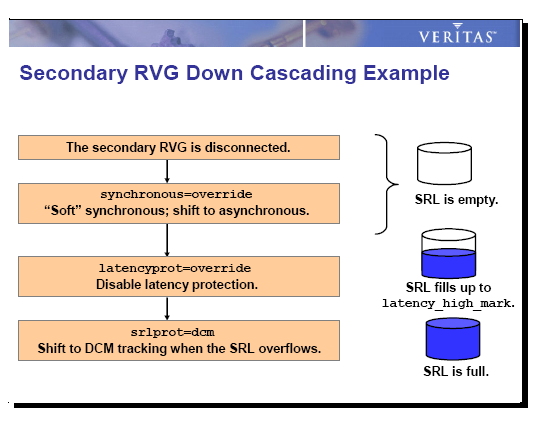 VERITAS™
Secondary RVG Down Cascading Example
The secondary RVG is disconnected.
synchronous=override
“Soft” synchronous; shift to asynchronous.
latencyprot=override
Disable latency protection.
srlprot=dcm
Shift to DCM tracking when the SRL overflows.
SRL is empty.
SRL fills up to
latency_high_mark.
SRL is full.